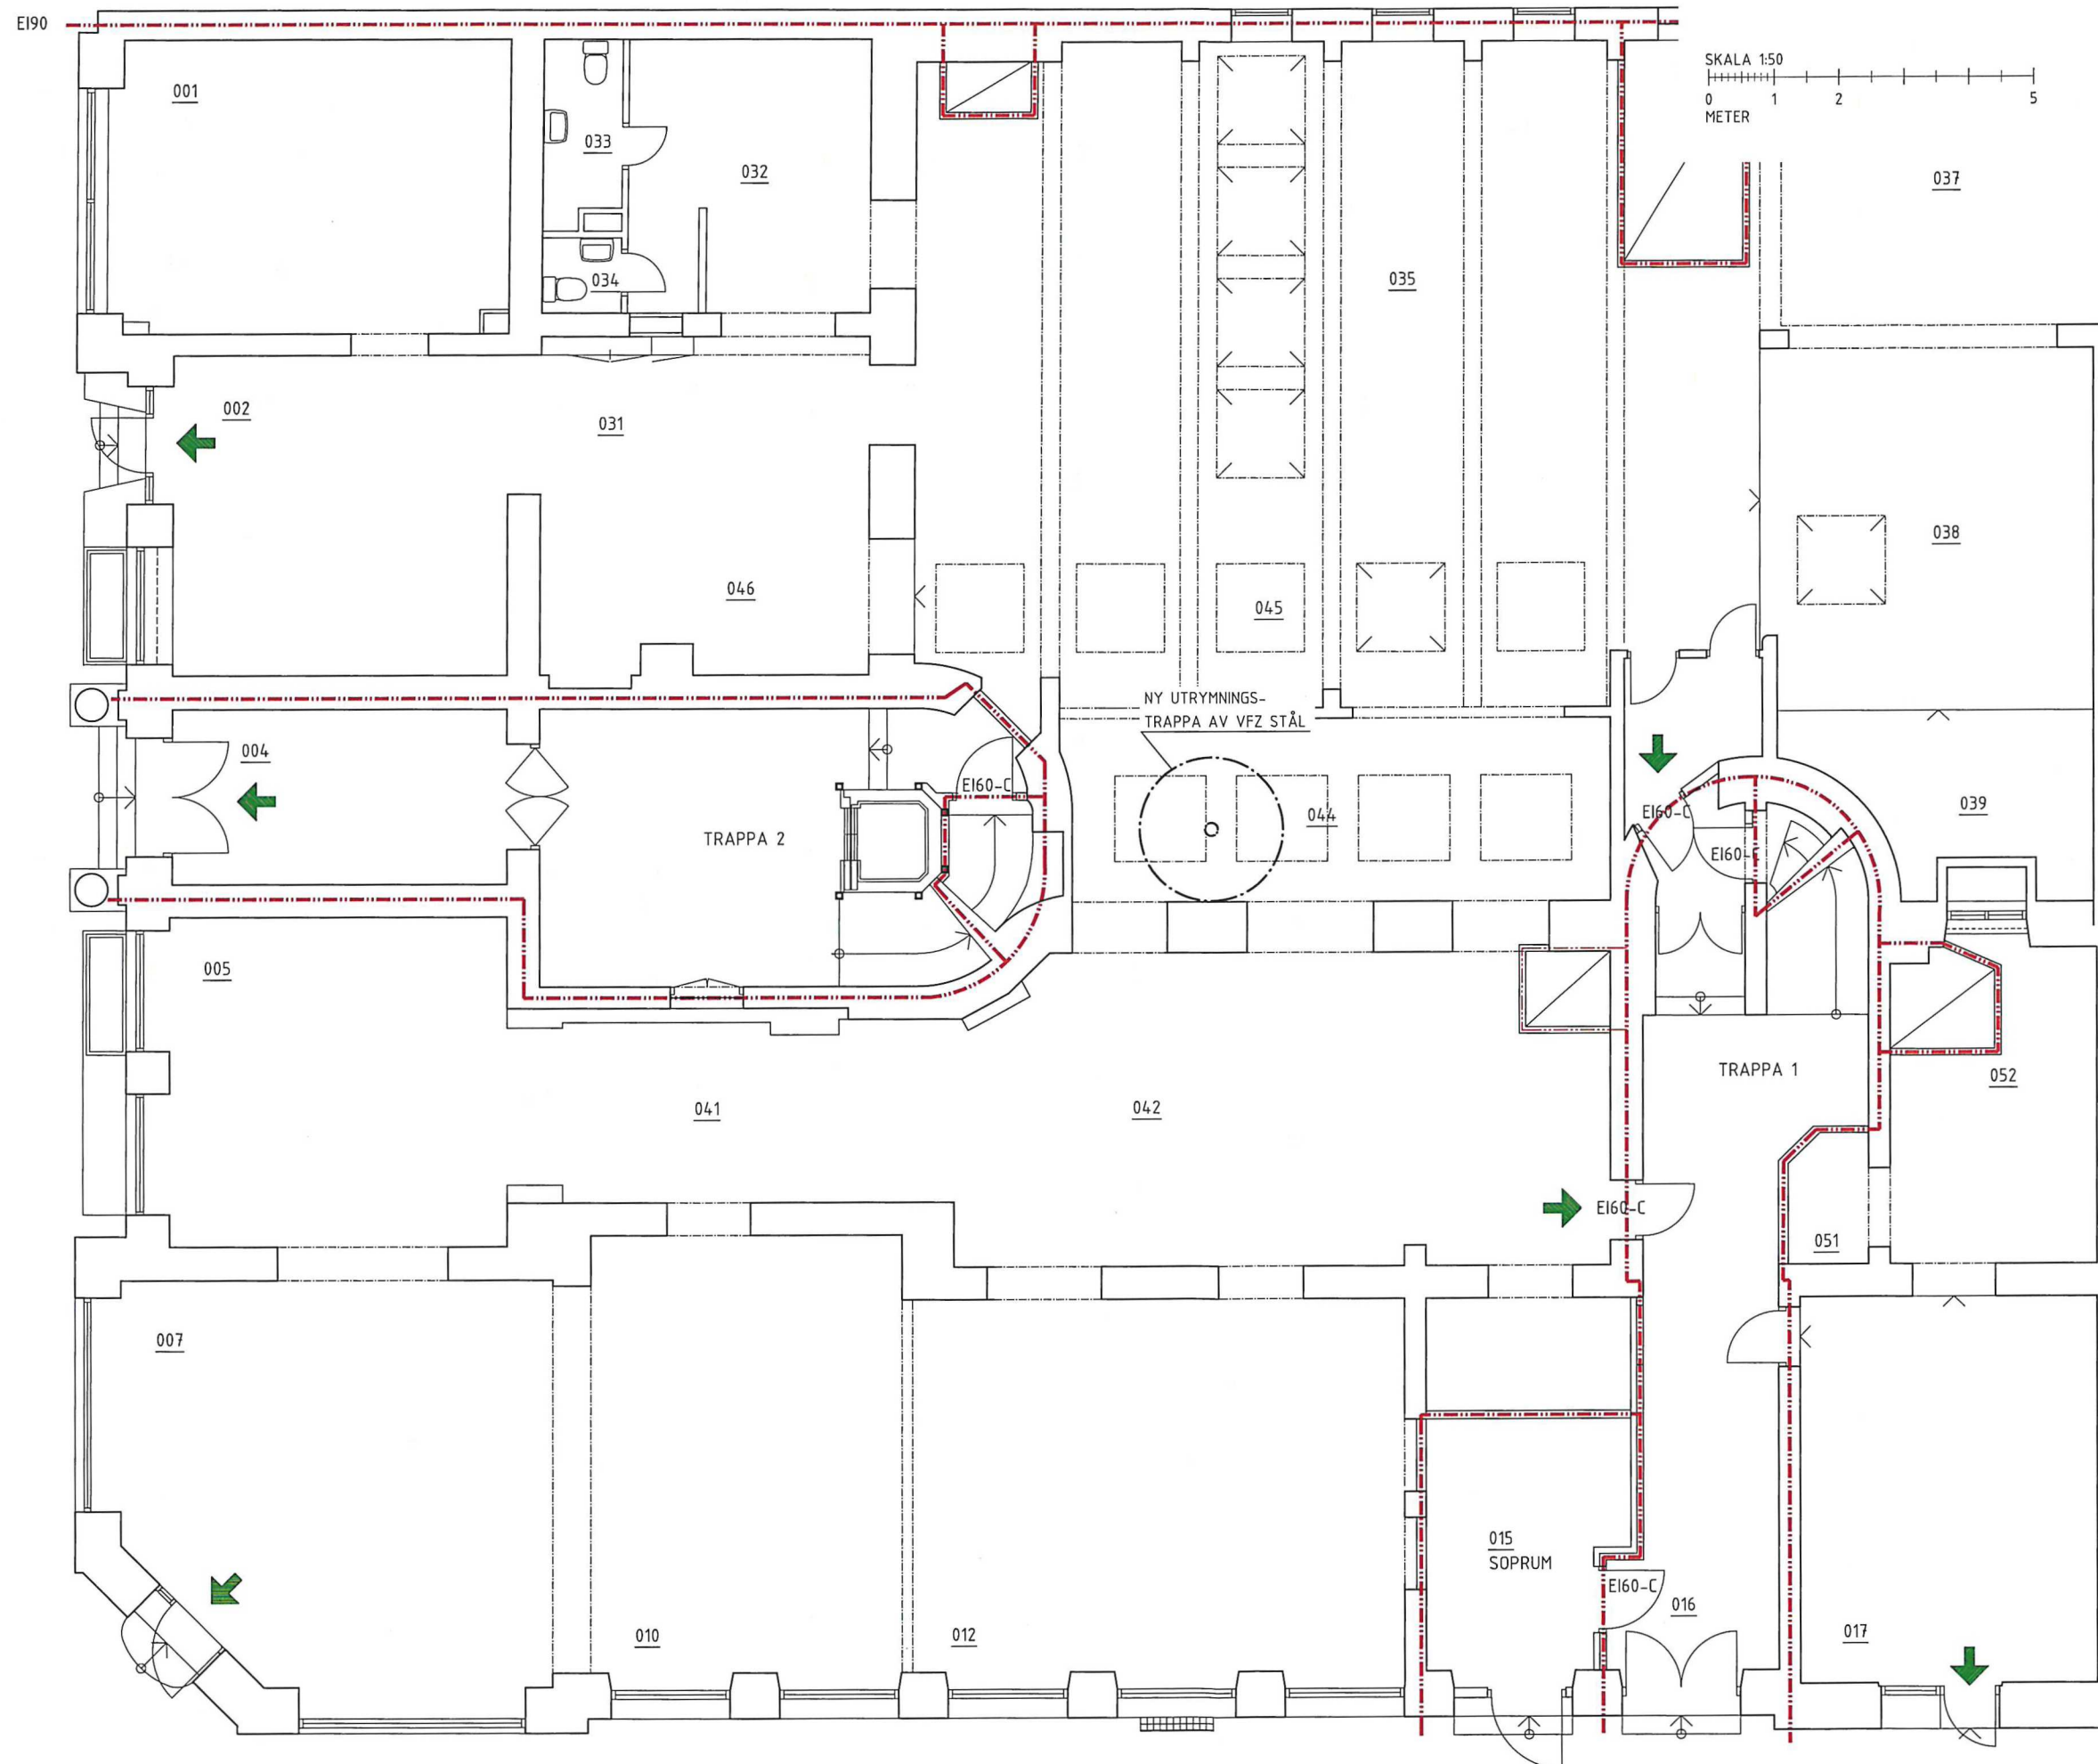 EI90
SKALA 1:50
0 1 2 5
METER
001
033
032
037
034
035
002
031
038
046
045
NY UTRYMNINGS-
TRAPPA AV VFZ STÅL
004
EI60-C
044
EI60-C
039
TRAPPA 2
EI60-C
005
TRAPPA 1
052
041
042
EI60-C
051
007
015
SOPRUM
EI60-C
016
010
012
017